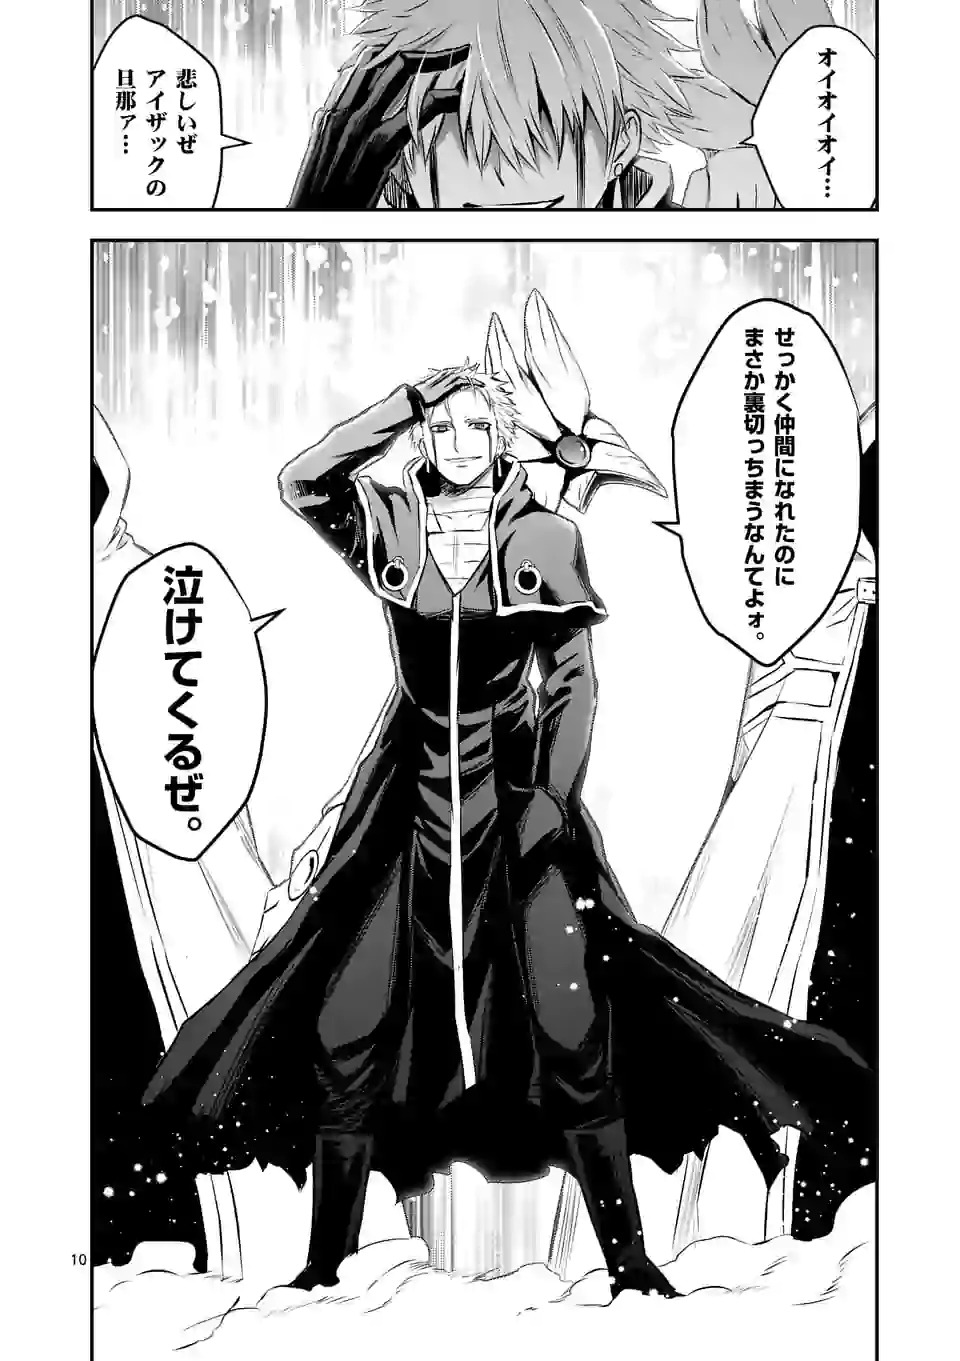 オイオイオイ…
悲しいぜ
アイザックの
旦那ァ…
せっかく仲間になれたのに
まさか裏切っちまうなんてよォ。
泣けてくるぜ。
10